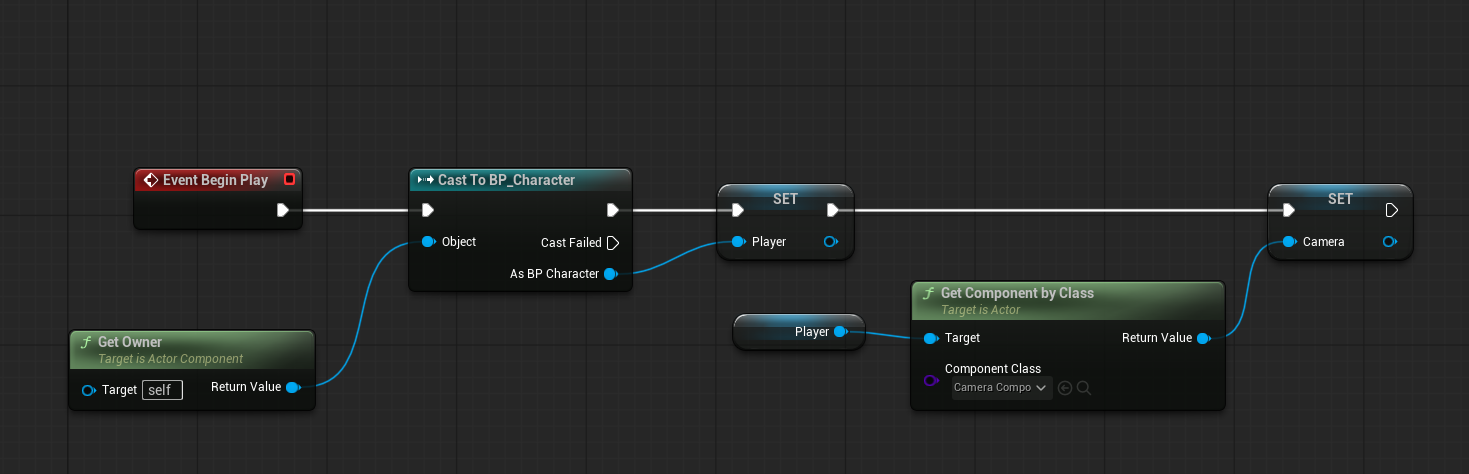 Event Begin Play
Cast To BP_Character
Object
Cast Failed
As BP Character
SET
Player
SET
Camera
Get Owner
Target is Actor Component
Target self
Return Value
Player
Get Component by Class
Target is Actor
Target
Return Value
Component Class
Camera Compo